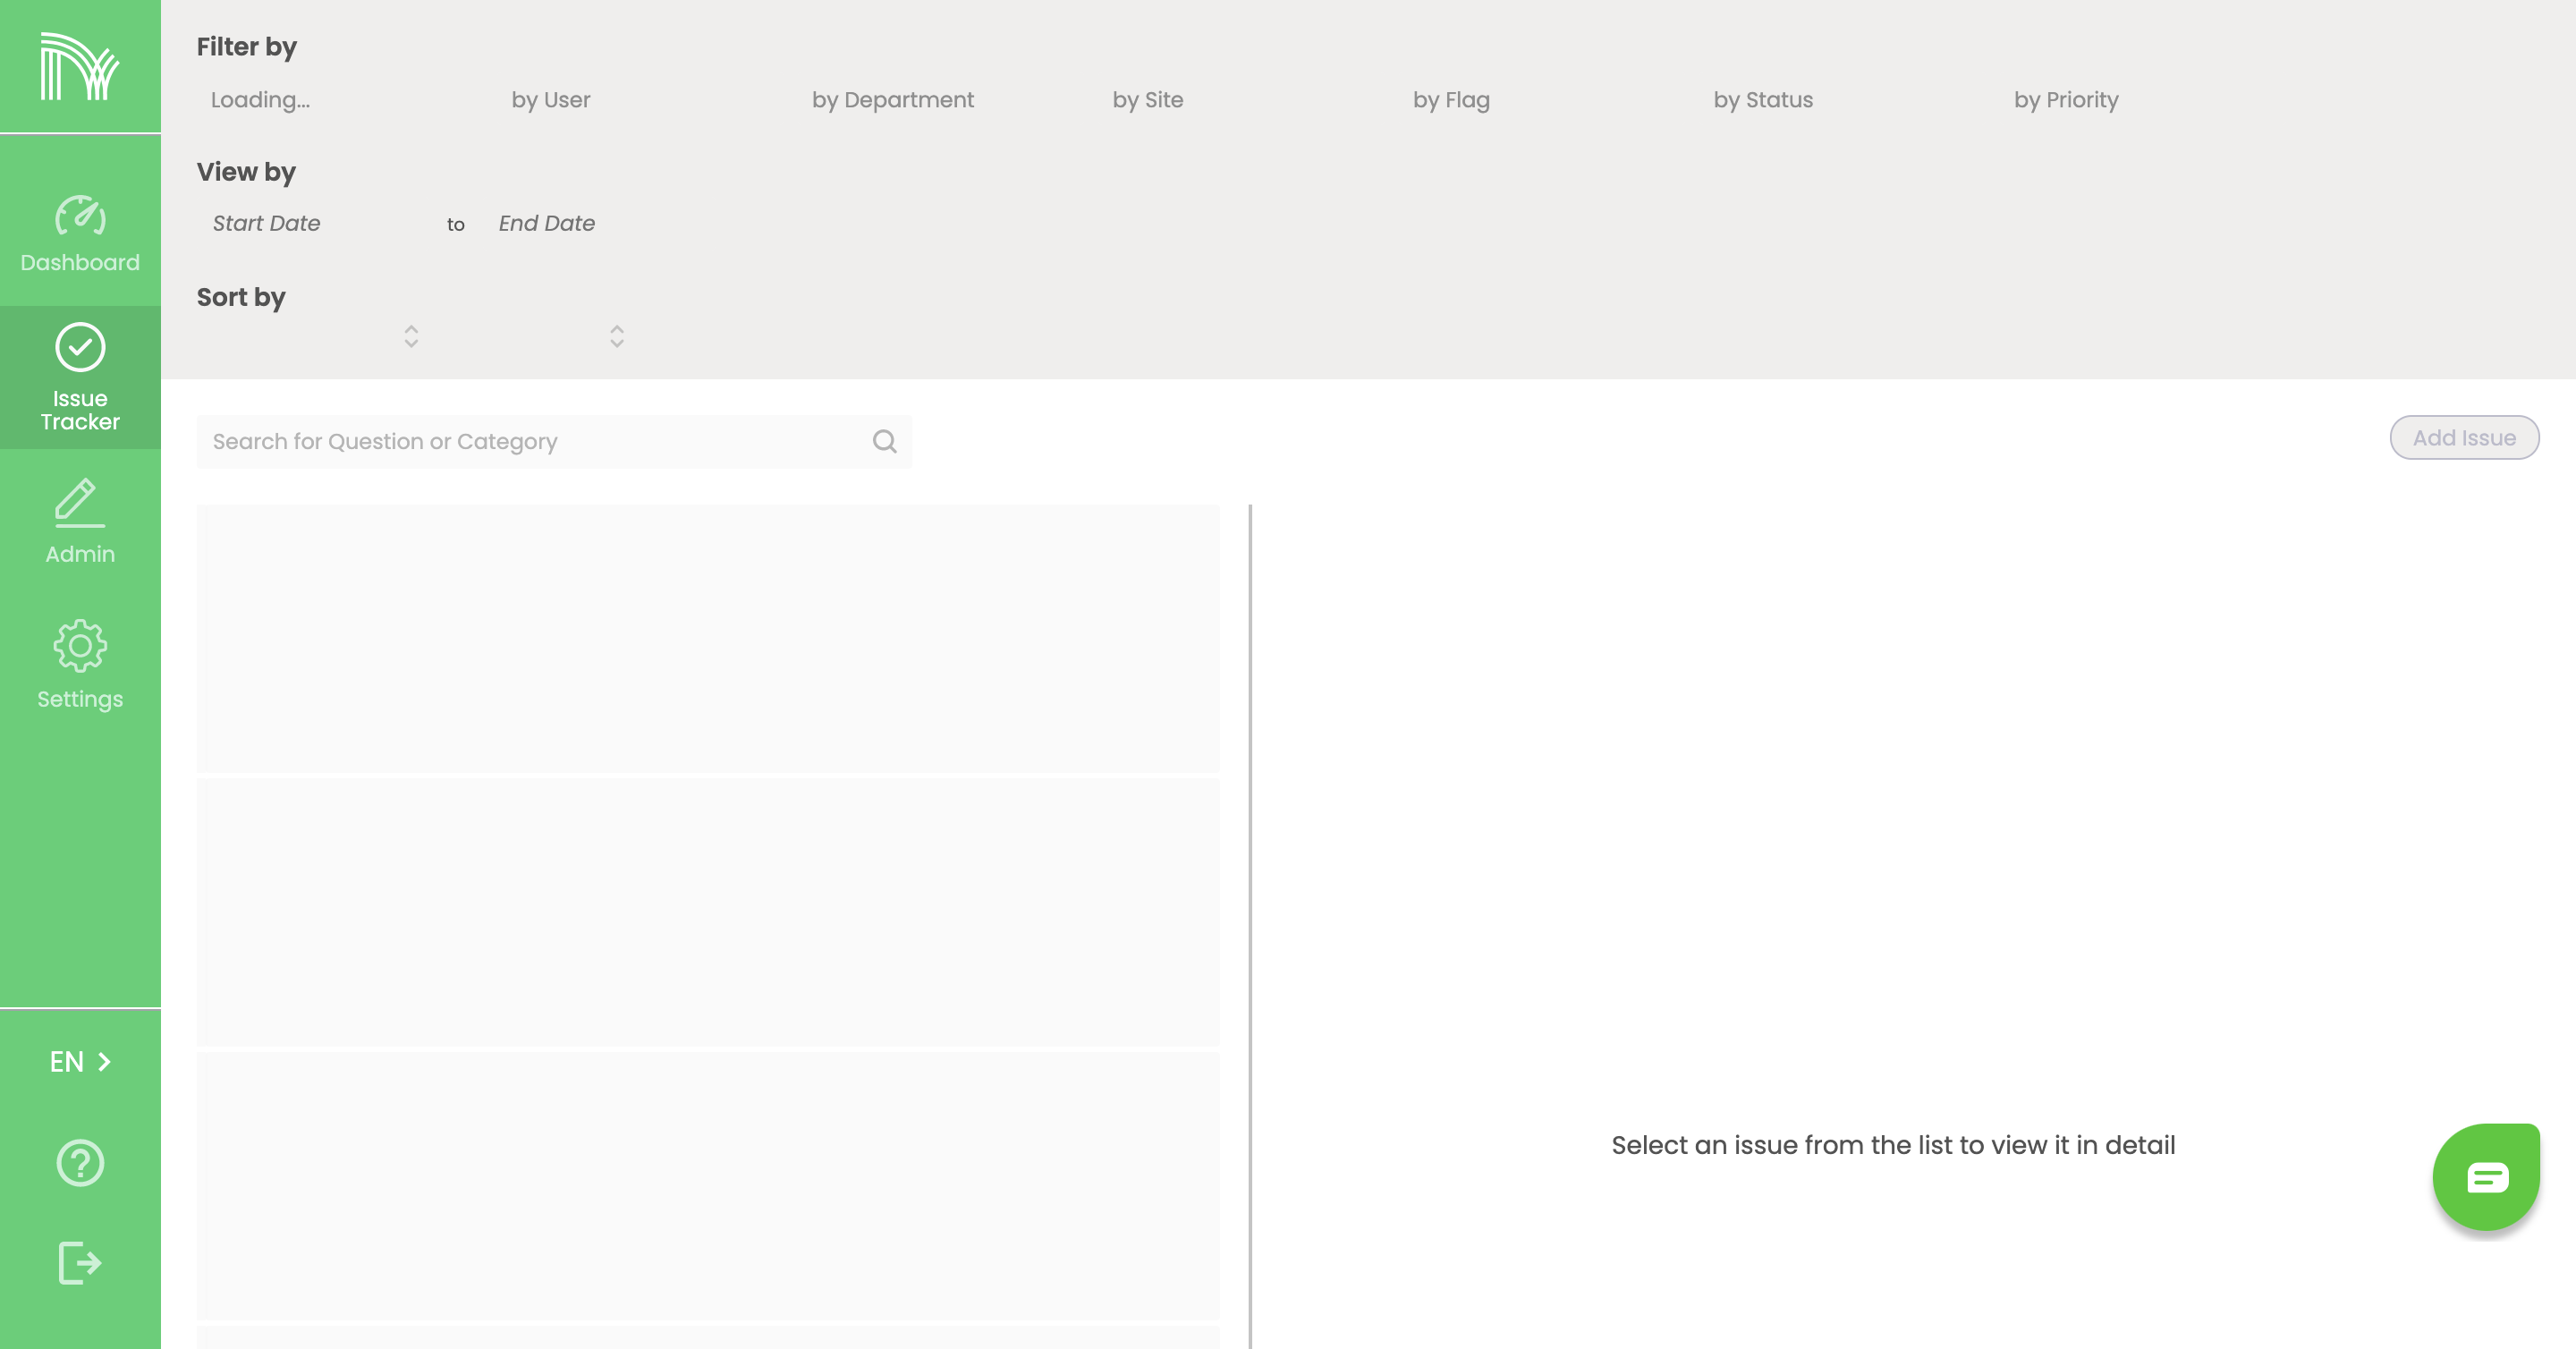 Filter by
Loading... by User by Department by Site by Flag by Status by Priority
View by
Start Date to End Date
Sort by
Dashboard
Issue
Tracker
Admin
Settings
EN
Search for Question or Category
Add Issue
Select an issue from the list to view it in detail